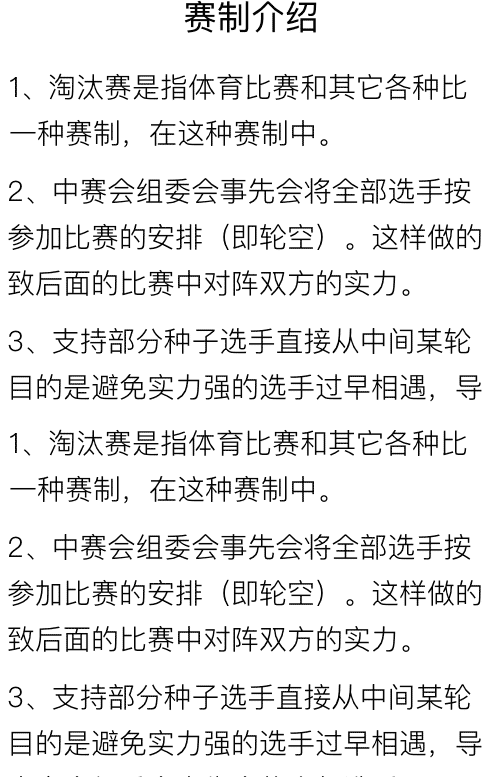 赛制介绍
1、淘汰赛是指体育比赛和其它各种比
一种赛制，在这种赛制中。
2、中赛会组委会事先会将全部选手按
参加比赛的安排（即轮空）。这样做的
致后面的比赛中对阵双方的实力。
3、支持部分种子选手直接从中间某轮
目的是避免实力强的选手过早相遇，导
1、淘汰赛是指体育比赛和其它各种比
一种赛制，在这种赛制中。
2、中赛会组委会事先会将全部选手按
参加比赛的安排（即轮空）。这样做的
致后面的比赛中对阵双方的实力。
3、支持部分种子选手直接从中间某轮
目的是避免实力强的选手过早相遇，导